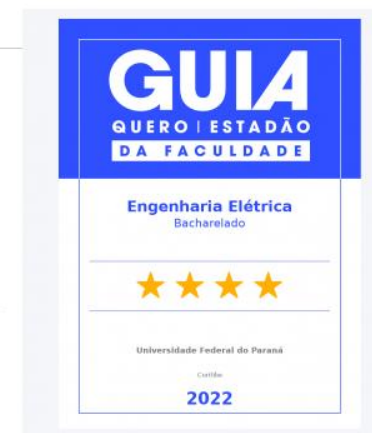 GUIA
QUERO | ESTADÃO
DA FACULDADE
Engenharia Elétrica
Bacharelado
Universidade Federal do Paraná
Curitiba
2022